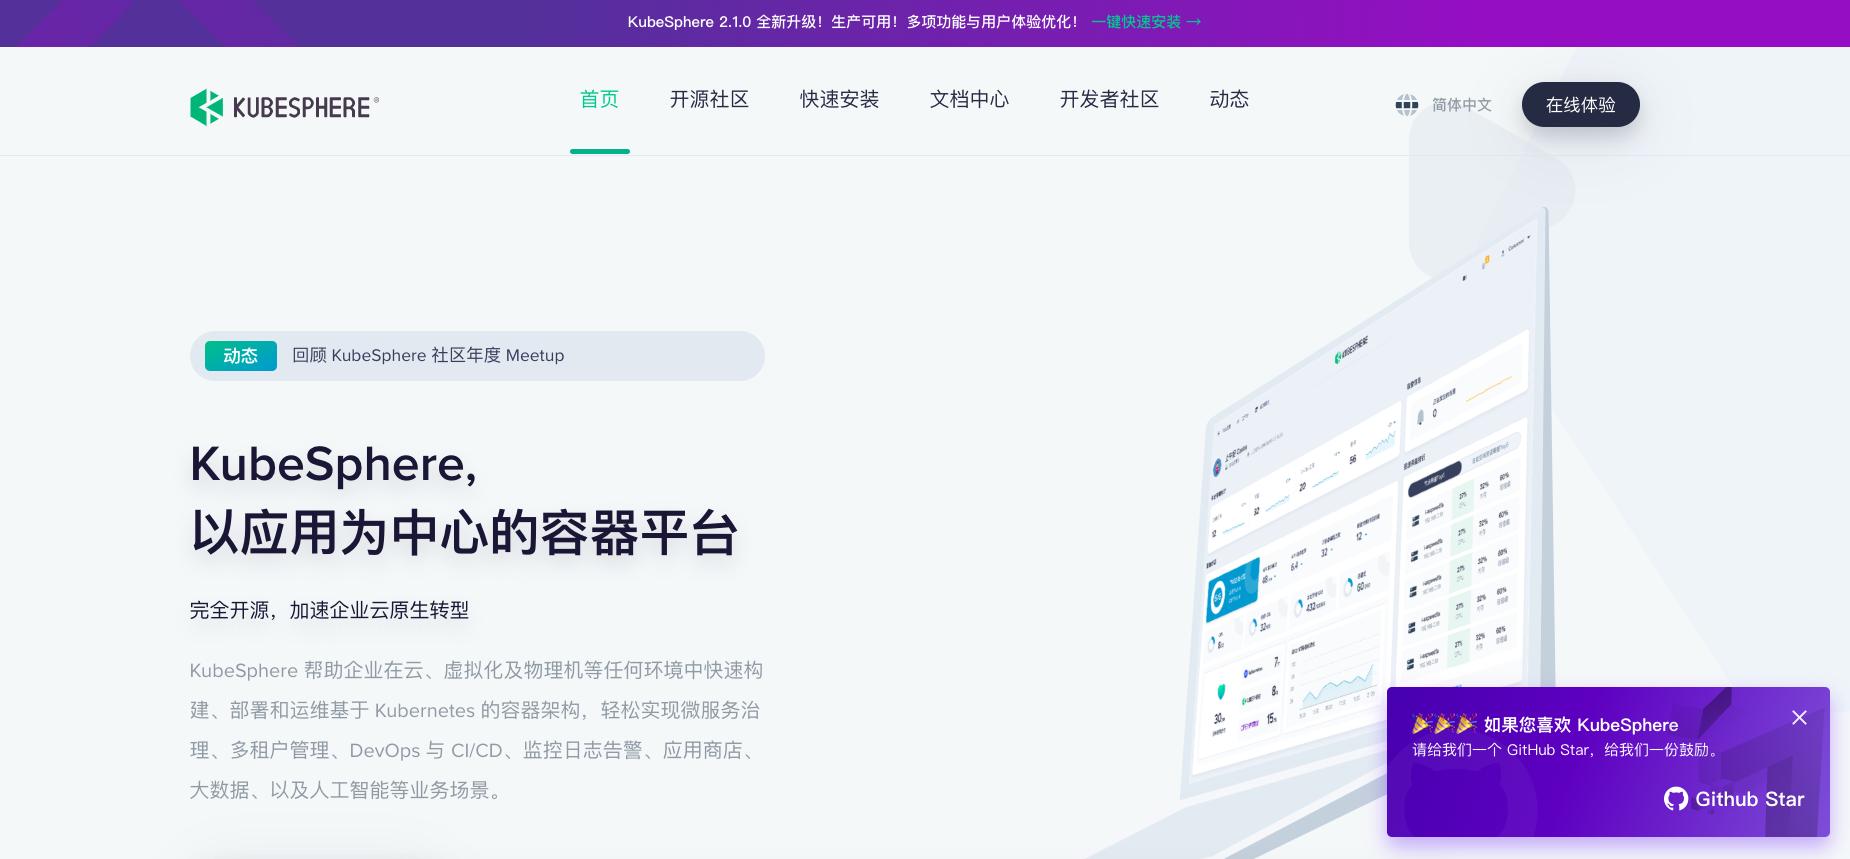 KubeSphere 2.1.0 全新升级！生产可用！多项功能与用户体验优化！ 一键快速安装 →
KUBESPHERE®
首页 开源社区 快速安装 文档中心 开发者社区 动态
简体中文
在线体验
动态 回顾 KubeSphere 社区年度 Meetup
KubeSphere,
以应用为中心的容器平台
完全开源，加速企业云原生转型
KubeSphere 帮助企业在云、虚拟化及物理机等任何环境中快速构
建、部署和运维基于 Kubernetes 的容器架构，轻松实现微服务治
理、多租户管理、DevOps 与 CI/CD、监控日志告警、应用商店、
大数据、以及人工智能等业务场景。
KUBESPHERE
🎉🎉🎉 如果您喜欢 KubeSphere
请给我们一个 GitHub Star，给我们一份鼓励。
Github Star